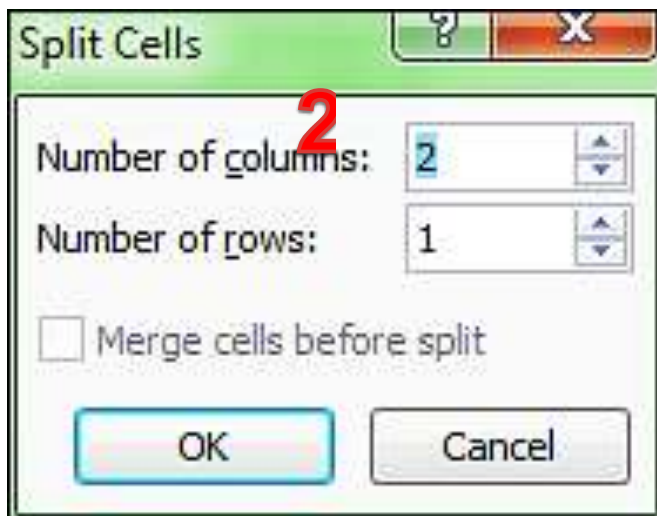 Split Cells ? X
2
Number of columns: 2
Number of rows: 1
Merge cells before split
OK Cancel